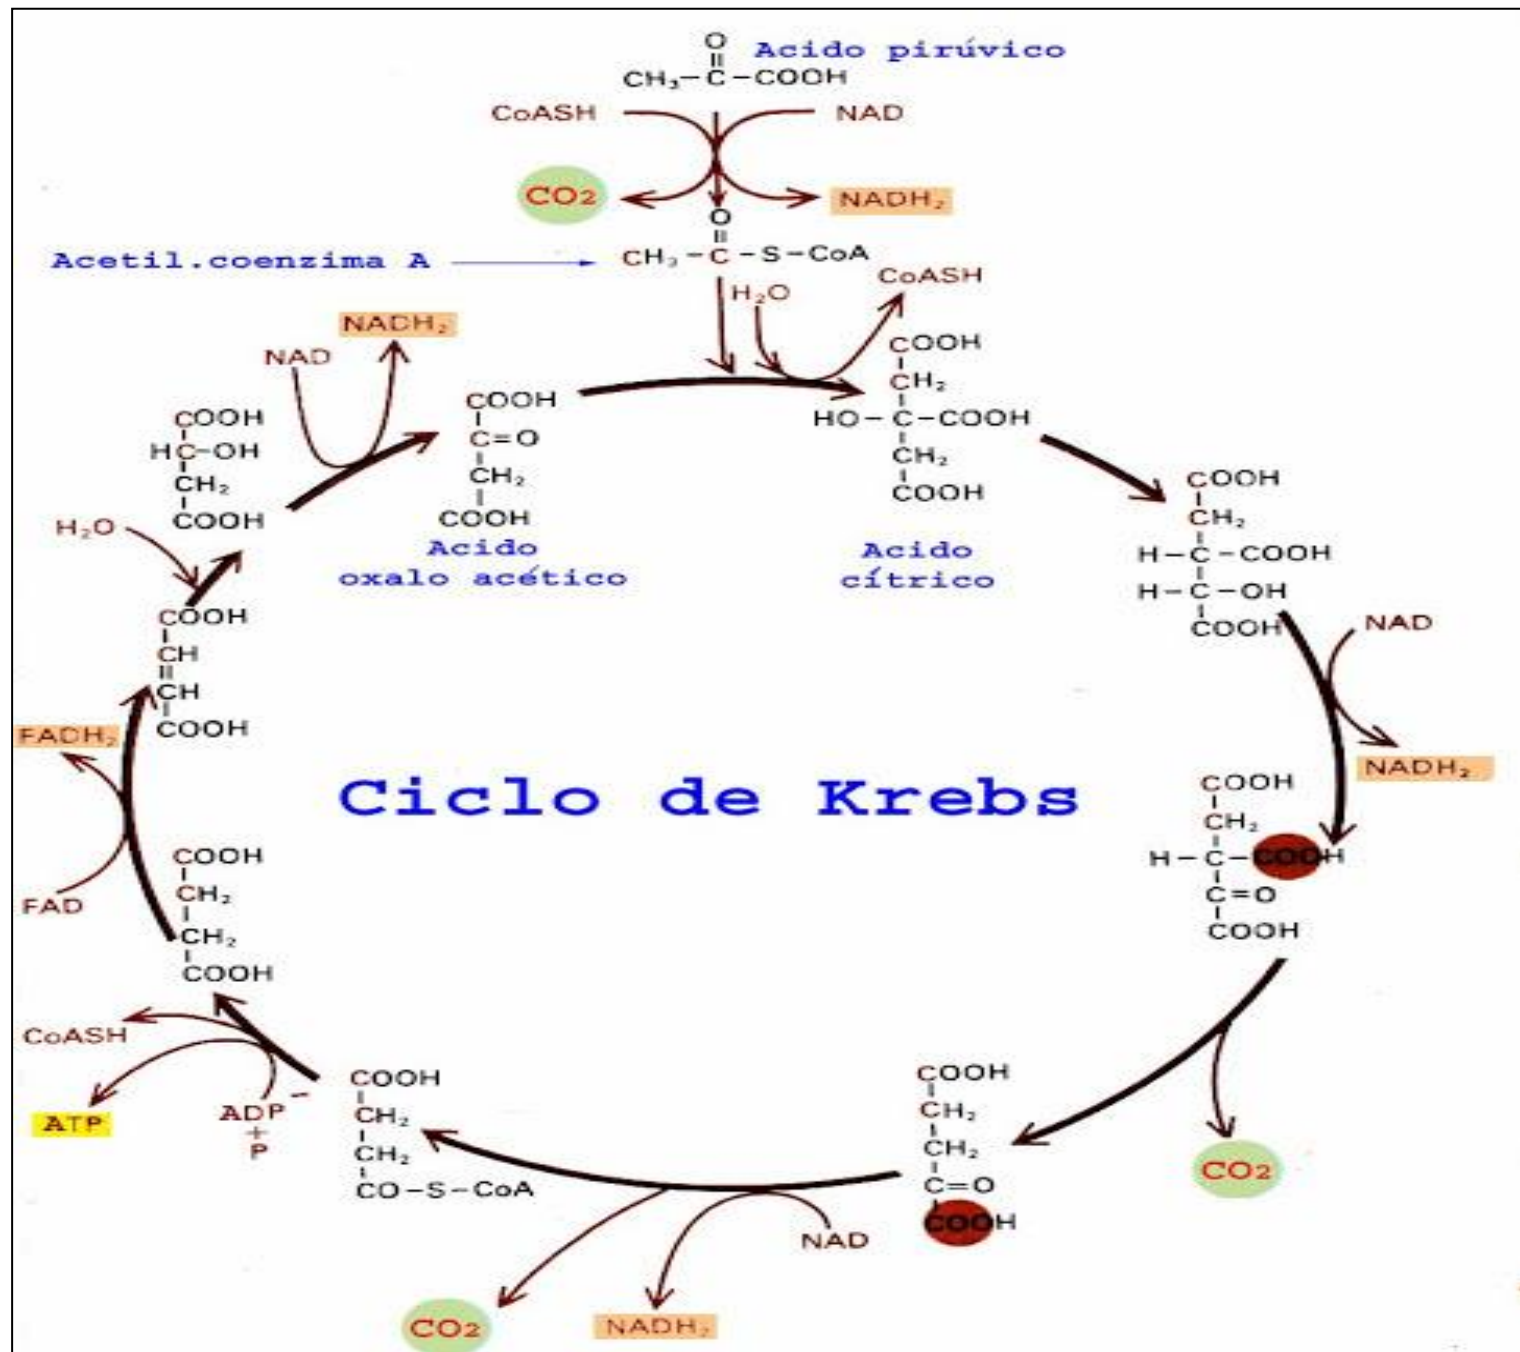 O
Acido pirúvico
||
CH₃-C-COOH
CoASH
NAD
CO2
NADH₂
O
||
CH₃-C-S-CoA
Acetil.coenzima A
CoASH
H₂O
NADH₂
NAD
COOH
CH₂
HO-C-COOH
CH₂
COOH
Acido
cítrico
COOH
C=O
CH₂
COOH
Acido
oxalo acético
COOH
HC-OH
CH₂
COOH
H₂O
COOH
CH₂
H-C-COOH
H-C-OH
COOH
NAD
NADH₂
COOH
CH
||
CH
COOH
FADH₂
FAD
Ciclo de Krebs
COOH
CH₂
H-C-COOH
C=O
COOH
COOH
CH₂
CH₂
COOH
CoASH
ATP
ADP
+
P
COOH
CH₂
CH₂
CO-S-CoA
COOH
CH₂
CH₂
C=O
COOH
CO2
NAD
CO2
NADH₂